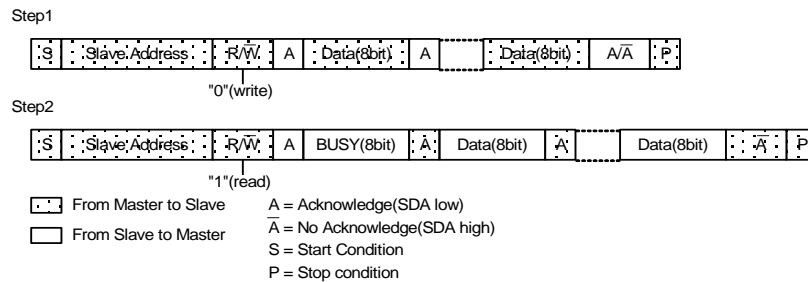 Step1
S Slave Address R/W̅ A Data(8bit) A Data(8bit) A/A̅ P
"0"(write)
Step2
S Slave Address R/W̅ A BUSY(8bit) A Data(8bit) A Data(8bit) A̅ P
"1"(read)
From Master to Slave
From Slave to Master
A = Acknowledge(SDA low)
A̅ = No Acknowledge(SDA high)
S = Start Condition
P = Stop condition